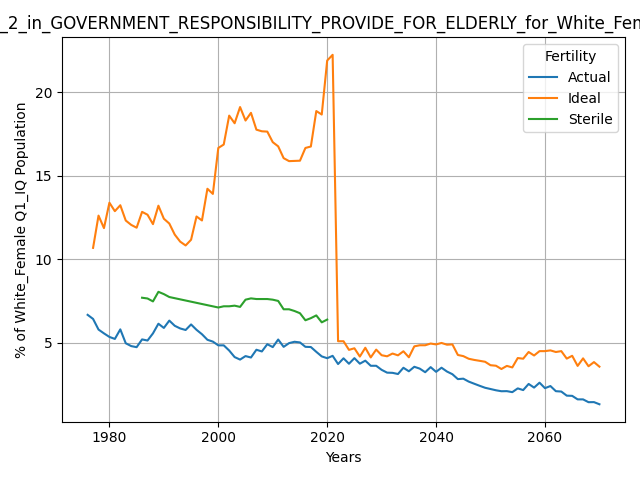 _2_in_GOVERNMENT_RESPONSIBILITY_PROVIDE_FOR_ELDERLY_for_White_Fem
Fertility
Actual
Ideal
Sterile
% of White_Female Q1_IQ Population
20
15
10
5
1980 2000 2020 2040 2060
Years